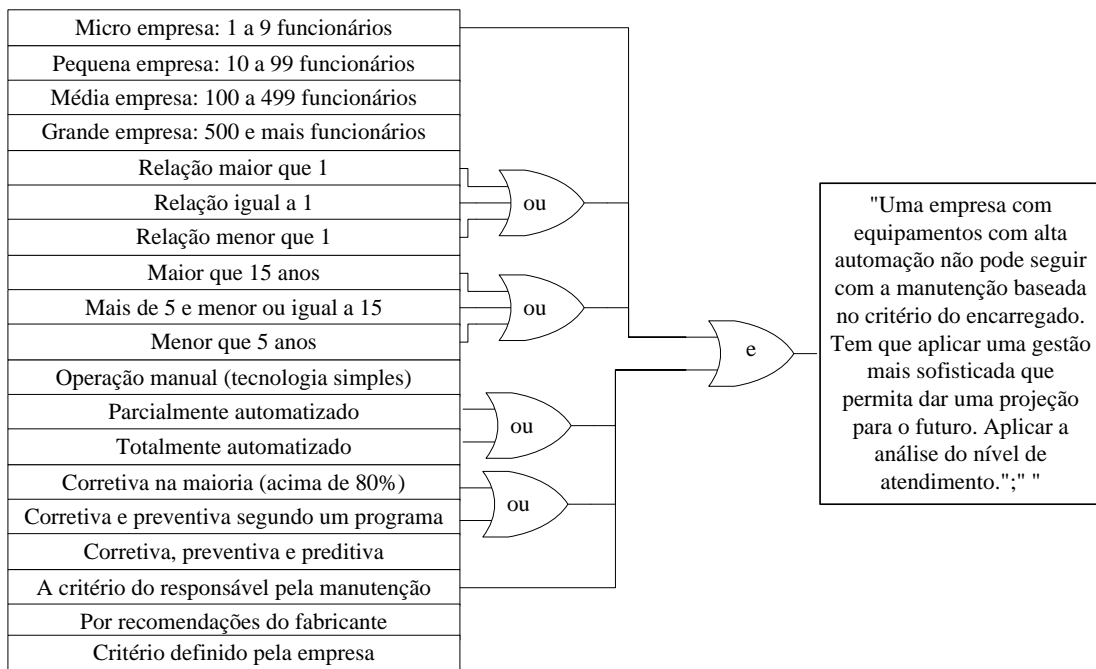 Micro empresa: 1 a 9 funcionários
Pequena empresa: 10 a 99 funcionários
Média empresa: 100 a 499 funcionários
Grande empresa: 500 e mais funcionários
Relação maior que 1
Relação igual a 1
Relação menor que 1
Maior que 15 anos
Mais de 5 e menor ou igual a 15
Menor que 5 anos
Operação manual (tecnologia simples)
Parcialmente automatizado
Totalmente automatizado
Corretiva na maioria (acima de 80%)
Corretiva e preventiva segundo um programa
Corretiva, preventiva e preditiva
A critério do responsável pela manutenção
Por recomendações do fabricante
Critério definido pela empresa
ou
ou
ou
ou
e
"Uma empresa com
equipamentos com alta
automação não pode seguir
com a manutenção baseada
no critério do encarregado.
Tem que aplicar uma gestão
mais sofisticada que
permita dar uma projeção
para o futuro. Aplicar a
análise do nível de
atendimento.";" "